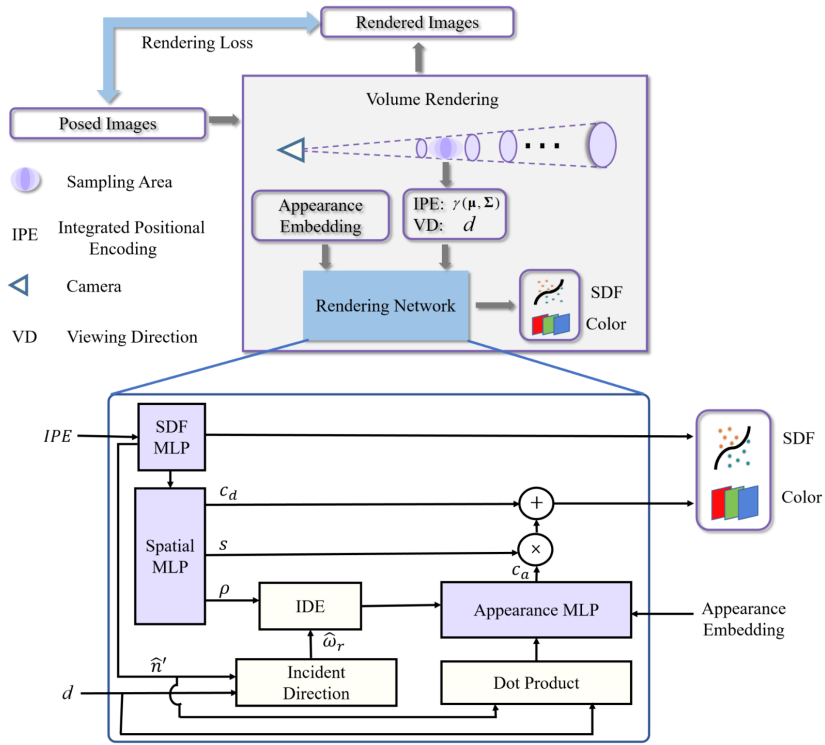 Rendered Images
Rendering Loss
Volume Rendering
Posed Images
Sampling Area
IPE Integrated Positional
Encoding
Camera
VD Viewing Direction
Appearance
Embedding
IPE: γ(μ, Σ)
VD: d
Rendering Network
SDF
Color
IPE
SDF
MLP
SDF
Color
Spatial
MLP
c_d
+
s
×
c_a
ρ
IDE
Appearance MLP
Appearance
Embedding
ω̂_r
n̂′
Incident
Direction
Dot Product
d